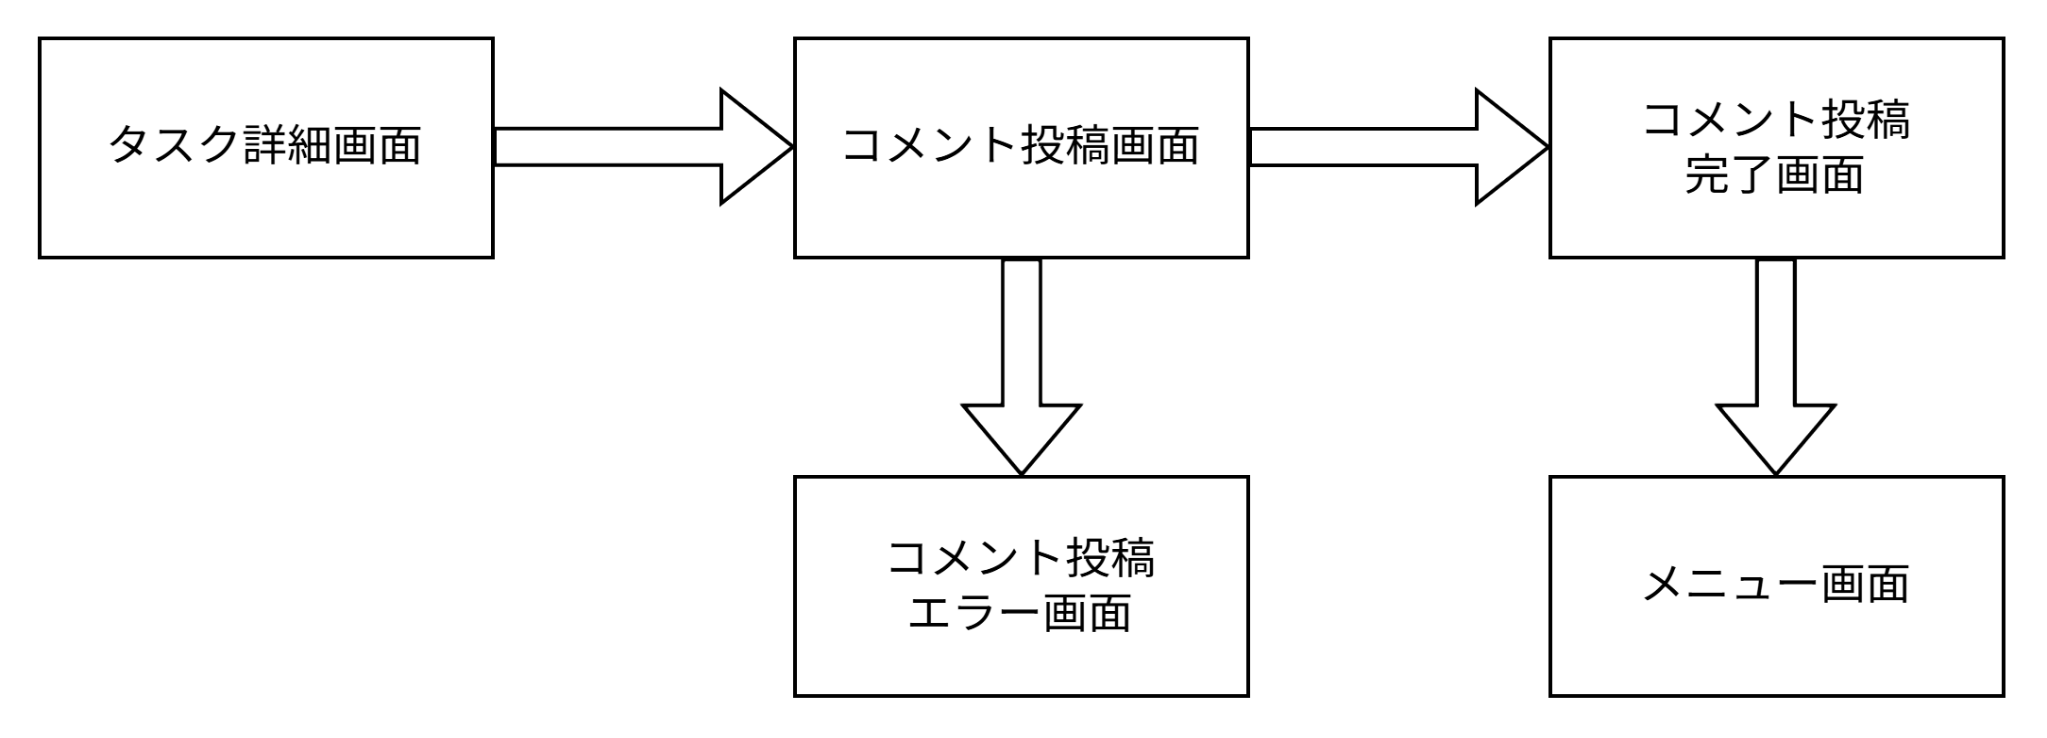 タスク詳細画面
コメント投稿画面
コメント投稿
完了画面
コメント投稿
エラー画面
メニュー画面